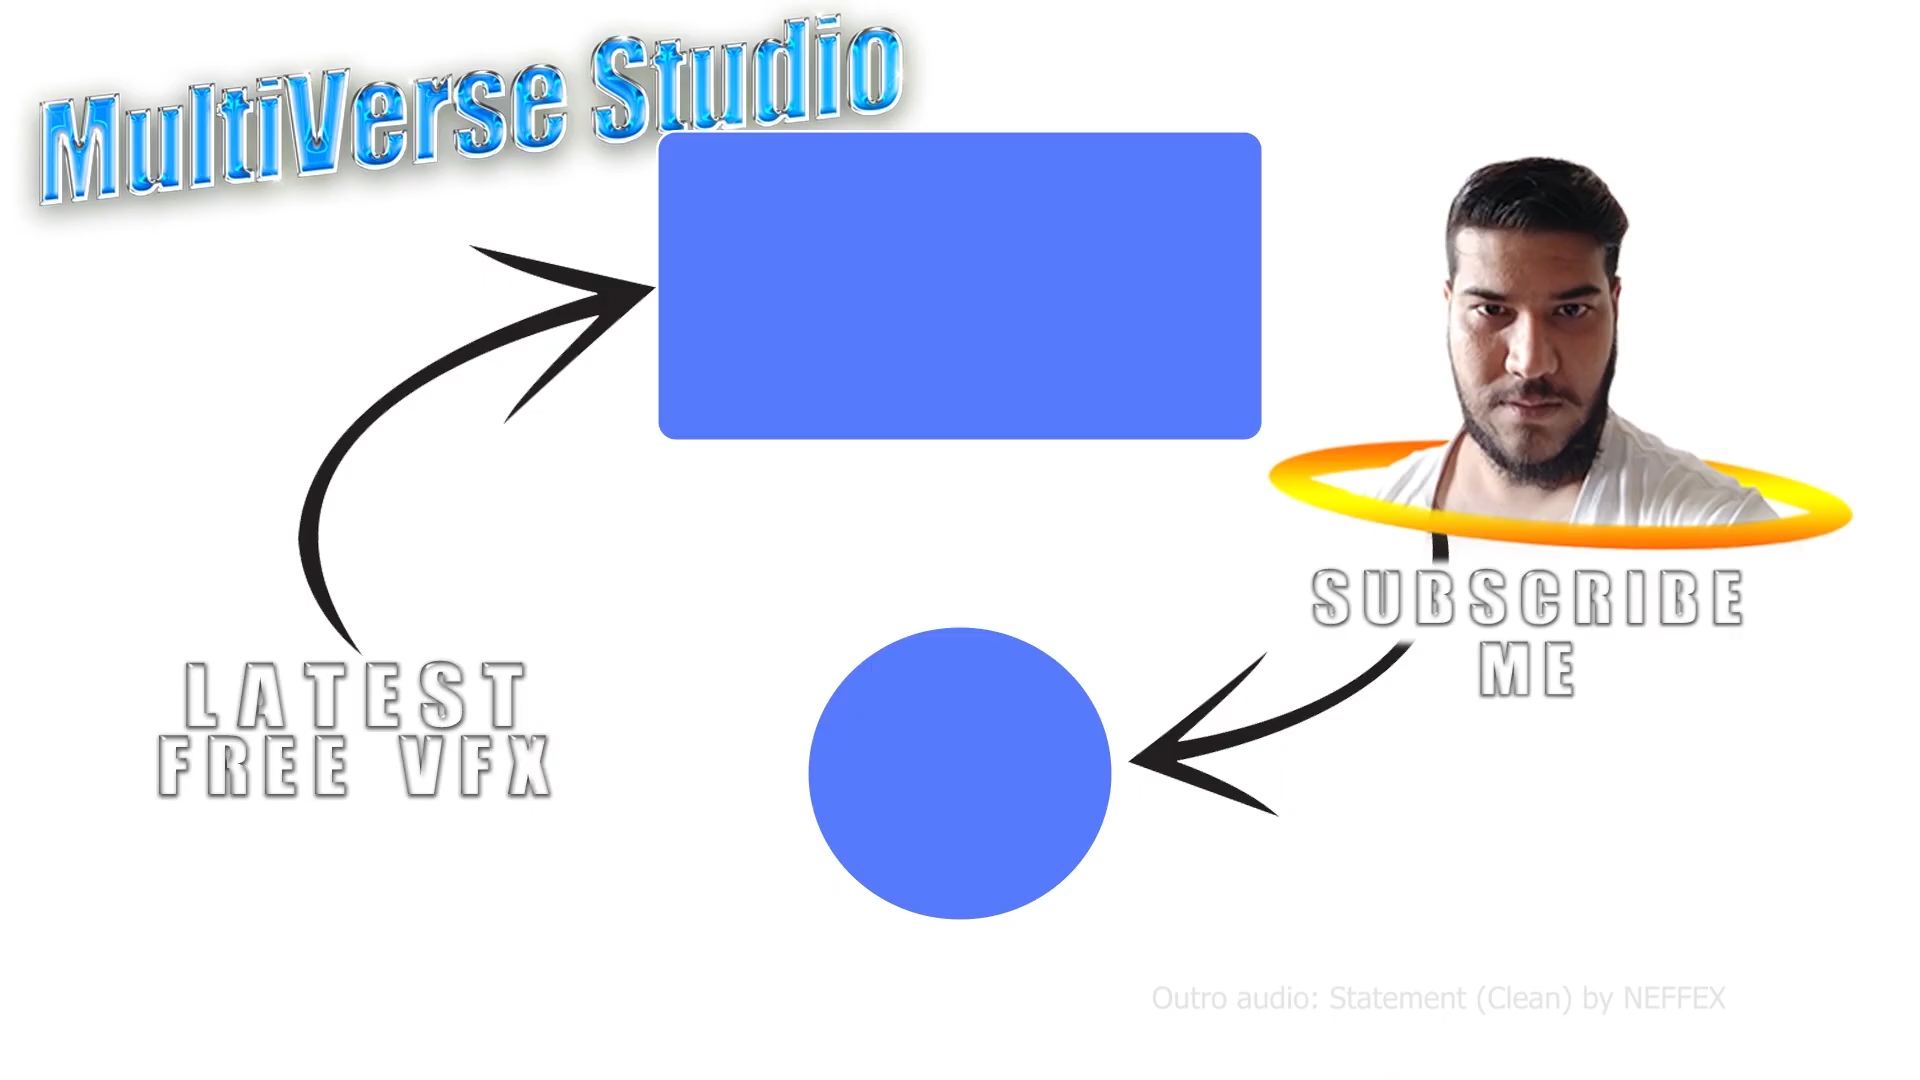 MultiVerse Studio
SUBSCRIBE
ME
LATEST
FREE VFX
Outro audio: Statement (Clean) by NEFFEX